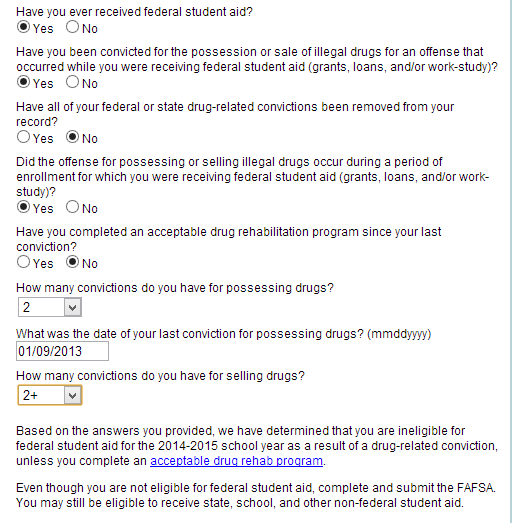 Have you ever received federal student aid?
Yes No
Have you been convicted for the possession or sale of illegal drugs for an offense that
occurred while you were receiving federal student aid (grants, loans, and/or work-study)?
Yes No
Have all of your federal or state drug-related convictions been removed from your
record?
Yes No
Did the offense for possessing or selling illegal drugs occur during a period of
enrollment for which you were receiving federal student aid (grants, loans, and/or work-
study)?
Yes No
Have you completed an acceptable drug rehabilitation program since your last
conviction?
Yes No
How many convictions do you have for possessing drugs?
2
What was the date of your last conviction for possessing drugs? (mmddyyyy)
01/09/2013
How many convictions do you have for selling drugs?
2+
Based on the answers you provided, we have determined that you are ineligible for
federal student aid for the 2014-2015 school year as a result of a drug-related conviction,
unless you complete an acceptable drug rehab program.
Even though you are not eligible for federal student aid, complete and submit the FAFSA.
You may still be eligible to receive state, school, and other non-federal student aid.